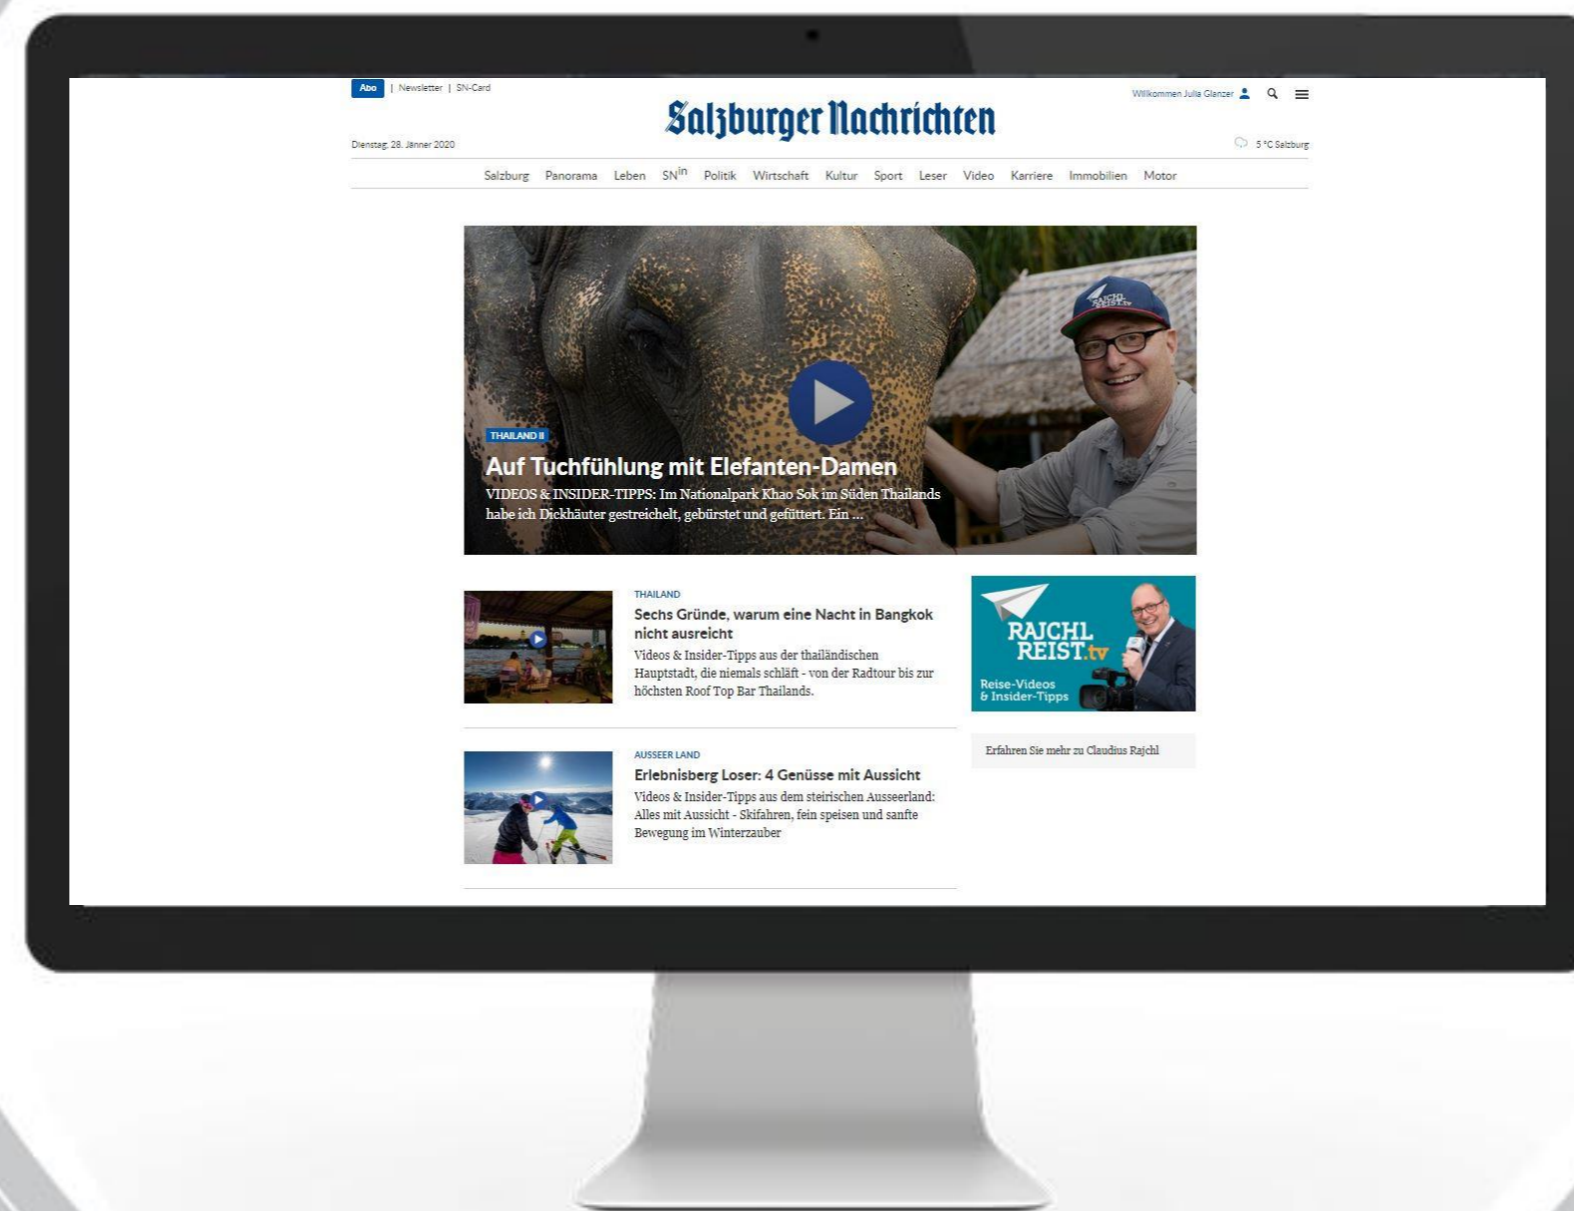 Abo | Newsletter | SN-Card
Willkommen Julia Glanzer
Salzburger Nachrichten
Dienstag, 28. Jänner 2020
5 °C Salzburg
Salzburg Panorama Leben SNin Politik Wirtschaft Kultur Sport Leser Video Karriere Immobilien Motor
RAJCHL
REIST.tv
THAILAND II
Auf Tuchfühlung mit Elefanten-Damen
VIDEOS & INSIDER-TIPPS: Im Nationalpark Khao Sok im Süden Thailands
habe ich Dickhäuter gestreichelt, gebürstet und gefüttert. Ein ...
THAILAND
Sechs Gründe, warum eine Nacht in Bangkok
nicht ausreicht
Videos & Insider-Tipps aus der thailändischen
Hauptstadt, die niemals schläft - von der Radtour bis zur
höchsten Roof Top Bar Thailands.
RAJCHL
REIST.tv
Reise-Videos
& Insider-Tipps
Erfahren Sie mehr zu Claudius Rajchl
AUSSEER LAND
Erlebnisberg Loser: 4 Genüsse mit Aussicht
Videos & Insider-Tipps aus dem steirischen Ausseerland:
Alles mit Aussicht - Skifahren, fein speisen und sanfte
Bewegung im Winterzauber